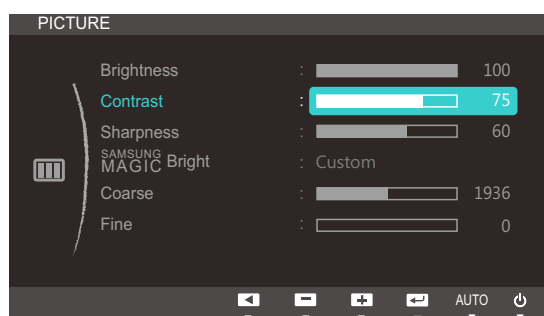 PICTURE
Brightness : 100
Contrast : 75
Sharpness : 60
SAMSUNG MAGIC Bright : Custom
Coarse : 1936
Fine : 0
AUTO